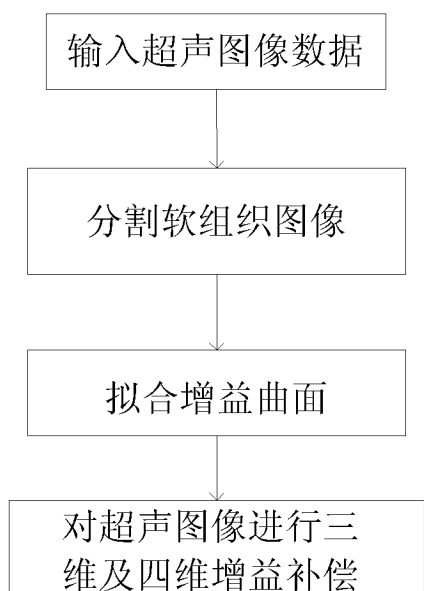 输入超声图像数据
分割软组织图像
拟合增益曲面
对超声图像进行三
维及四维增益补偿